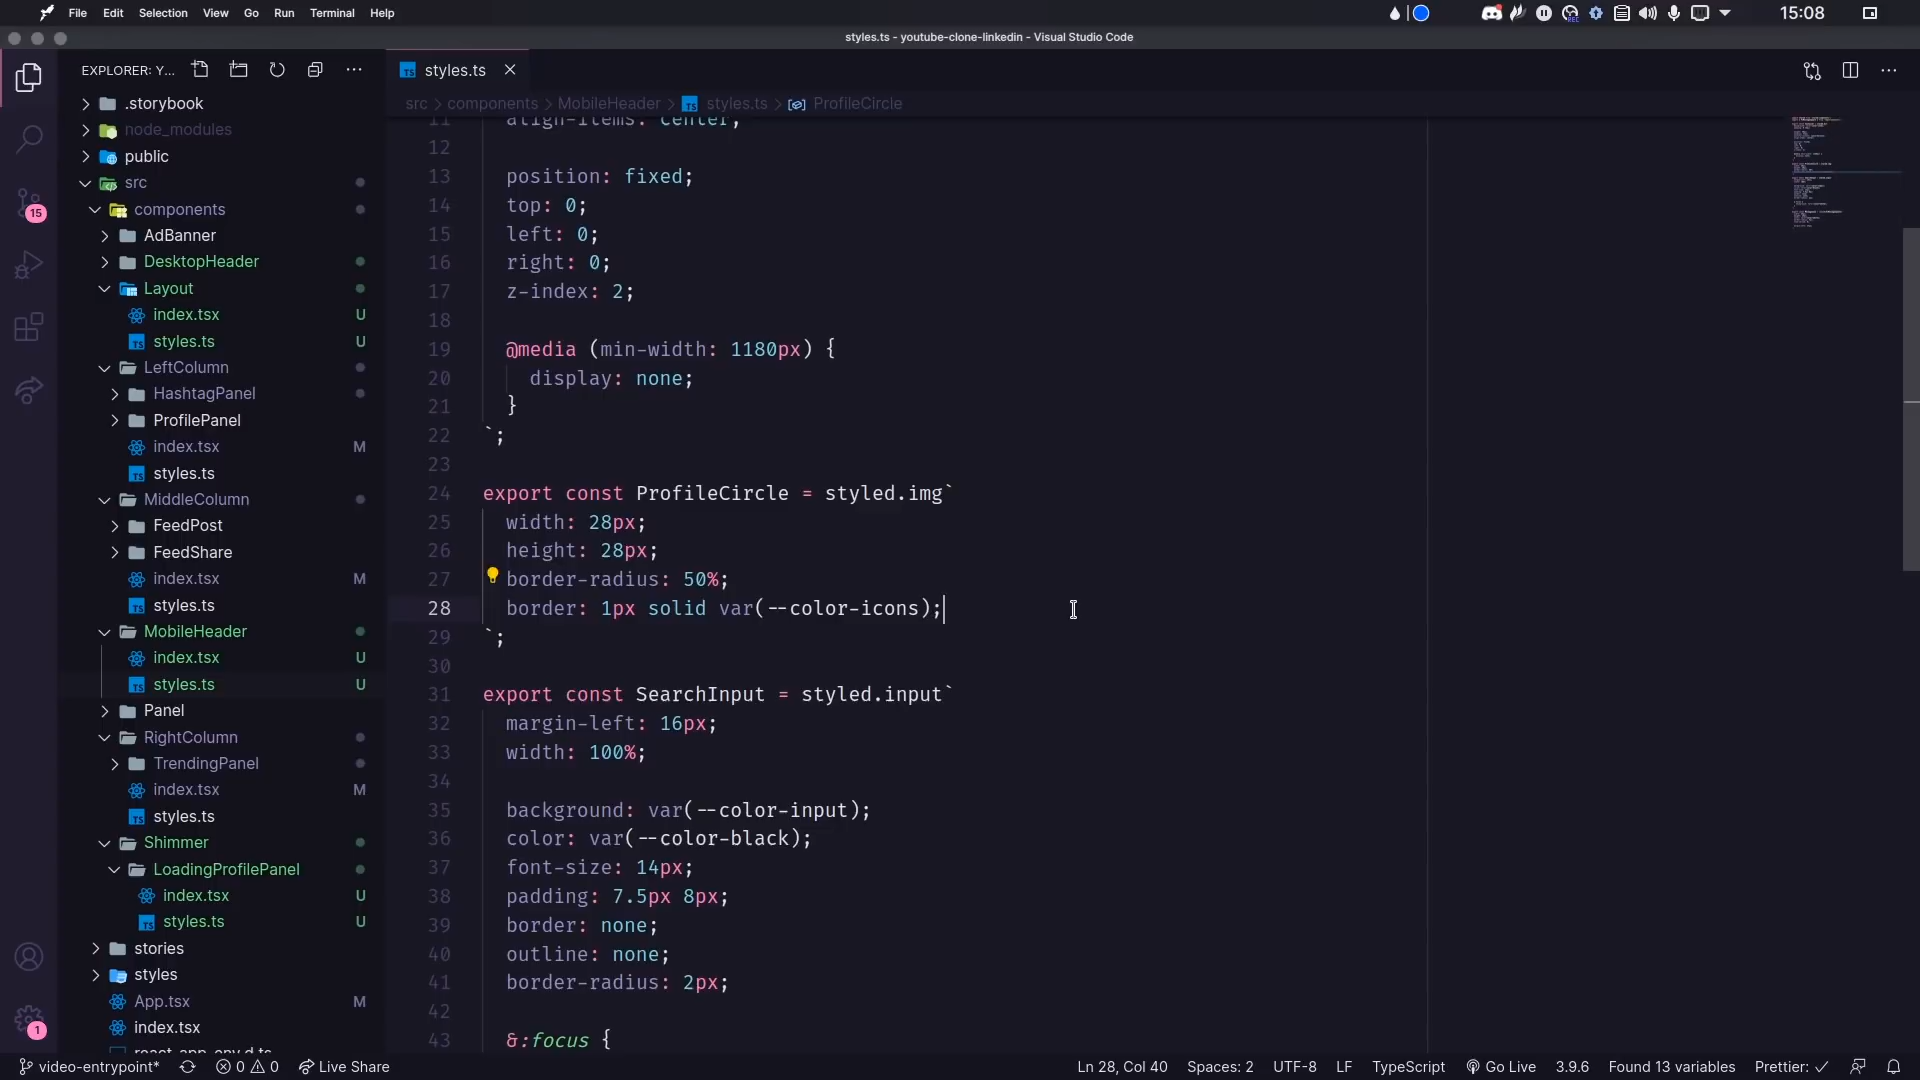 File Edit Selection View Go Run Terminal Help
15:08
styles.ts - youtube-clone-linkedin - Visual Studio Code
EXPLORER: Y...
.storybook
node_modules
public
src
components
AdBanner
DesktopHeader
Layout
index.tsx U
styles.ts U
LeftColumn
HashtagPanel
ProfilePanel
index.tsx M
styles.ts
MiddleColumn
FeedPost
FeedShare
index.tsx M
styles.ts
MobileHeader
index.tsx U
styles.ts U
Panel
RightColumn
TrendingPanel
index.tsx M
styles.ts
Shimmer
LoadingProfilePanel
index.tsx U
styles.ts U
stories
styles
App.tsx M
index.tsx
react-app-env.d.ts
15
1
styles.ts
src > components > MobileHeader > styles.ts > ProfileCircle
11 align-items: center;
12
13 position: fixed;
14 top: 0;
15 left: 0;
16 right: 0;
17 z-index: 2;
18
19 @media (min-width: 1180px) {
20 display: none;
21 }
22 `;
23
24 export const ProfileCircle = styled.img`
25 width: 28px;
26 height: 28px;
27 border-radius: 50%;
28 border: 1px solid var(--color-icons);
29 `;
30
31 export const SearchInput = styled.input`
32 margin-left: 16px;
33 width: 100%;
34
35 background: var(--color-input);
36 color: var(--color-black);
37 font-size: 14px;
38 padding: 7.5px 8px;
39 border: none;
40 outline: none;
41 border-radius: 2px;
42
43 &:focus {
video-entrypoint* 0 0 Live Share Ln 28, Col 40 Spaces: 2 UTF-8 LF TypeScript Go Live 3.9.6 Found 13 variables Prettier: ✓